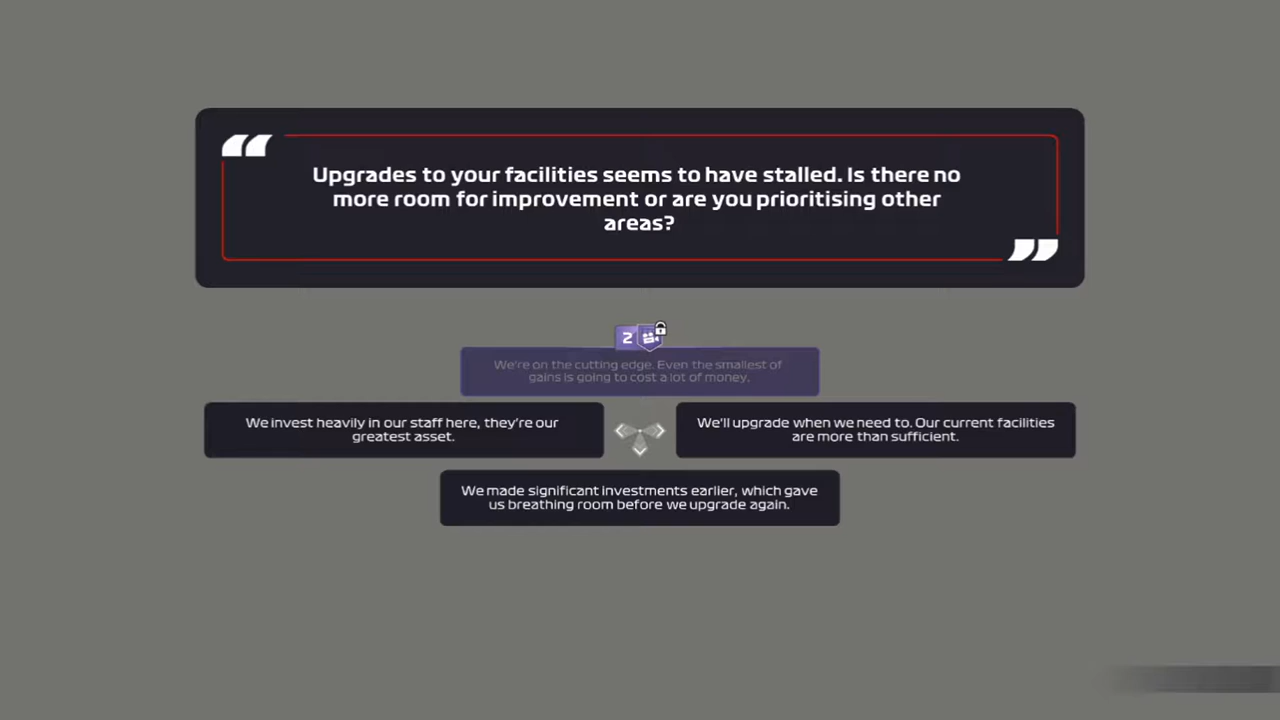 Upgrades to your facilities seems to have stalled. Is there no
more room for improvement or are you prioritising other
areas?
2
We're on the cutting edge. Even the smallest of
gains is going to cost a lot of money.
We invest heavily in our staff here, they're our
greatest asset.
We'll upgrade when we need to. Our current facilities
are more than sufficient.
We made significant investments earlier, which gave
us breathing room before we upgrade again.